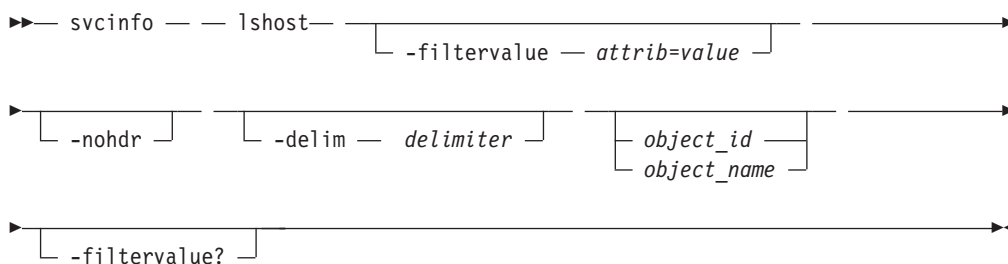 svcinfo lshost
-filtervalue attrib=value
-nohdr -delim delimiter object_id
object_name
-filtervalue?